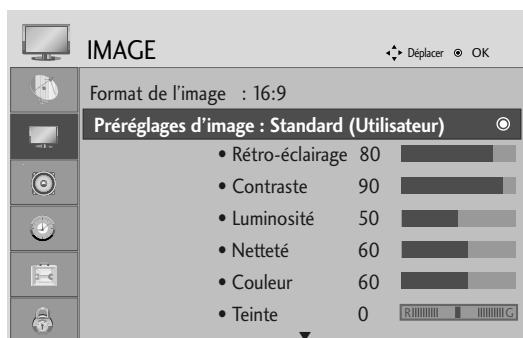 IMAGE Déplacer OK
Format de l'image : 16:9
Préréglages d'image : Standard (Utilisateur)
• Rétro-éclairage 80
• Contraste 90
• Luminosité 50
• Netteté 60
• Couleur 60
• Teinte 0 R G